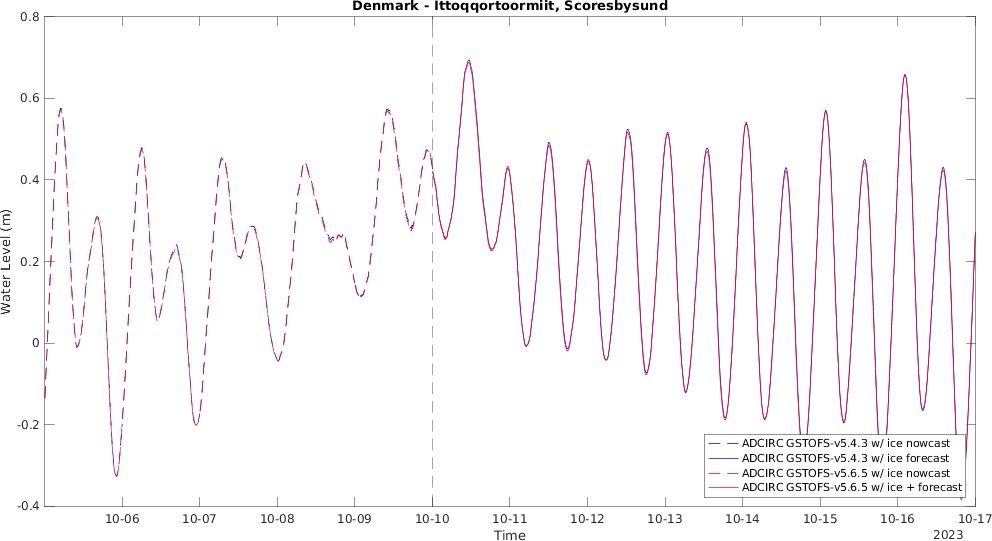 Denmark - Ittoqqortoormiit, Scoresbysund
0.8
0.6
0.4
0.2
0
-0.2
-0.4
Water Level (m)
ADCIRC GSTOFS-v5.4.3 w/ ice nowcast
ADCIRC GSTOFS-v5.4.3 w/ ice forecast
ADCIRC GSTOFS-v5.6.5 w/ ice nowcast
ADCIRC GSTOFS-v5.6.5 w/ ice + forecast
10-06 10-07 10-08 10-09 10-10 10-11 10-12 10-13 10-14 10-15 10-16 10-17
Time
2023